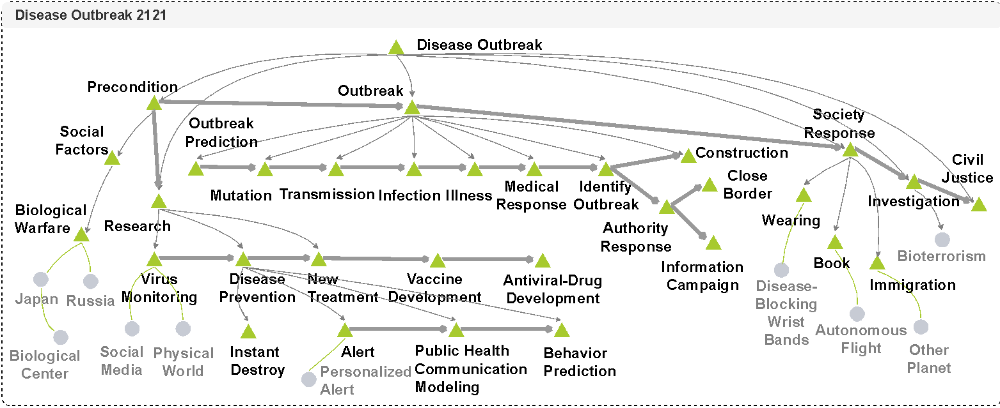 Disease Outbreak 2121
Disease Outbreak
Precondition
Outbreak
Society
Response
Outbreak
Prediction
Social
Factors
Construction
Civil
Justice
Close
Border
Mutation
Transmission
Infection
Illness
Medical
Response
Identify
Outbreak
Investigation
Biological
Warfare
Research
Wearing
Authority
Response
Book
Bioterrorism
Information
Campaign
Immigration
Japan
Russia
Virus
Monitoring
Disease
Prevention
New
Treatment
Vaccine
Development
Antiviral-Drug
Development
Disease-
Blocking
Wrist
Bands
Autonomous
Flight
Other
Planet
Biological
Center
Social
Media
Physical
World
Instant
Destroy
Alert
Personalized
Alert
Public Health
Communication
Modeling
Behavior
Prediction